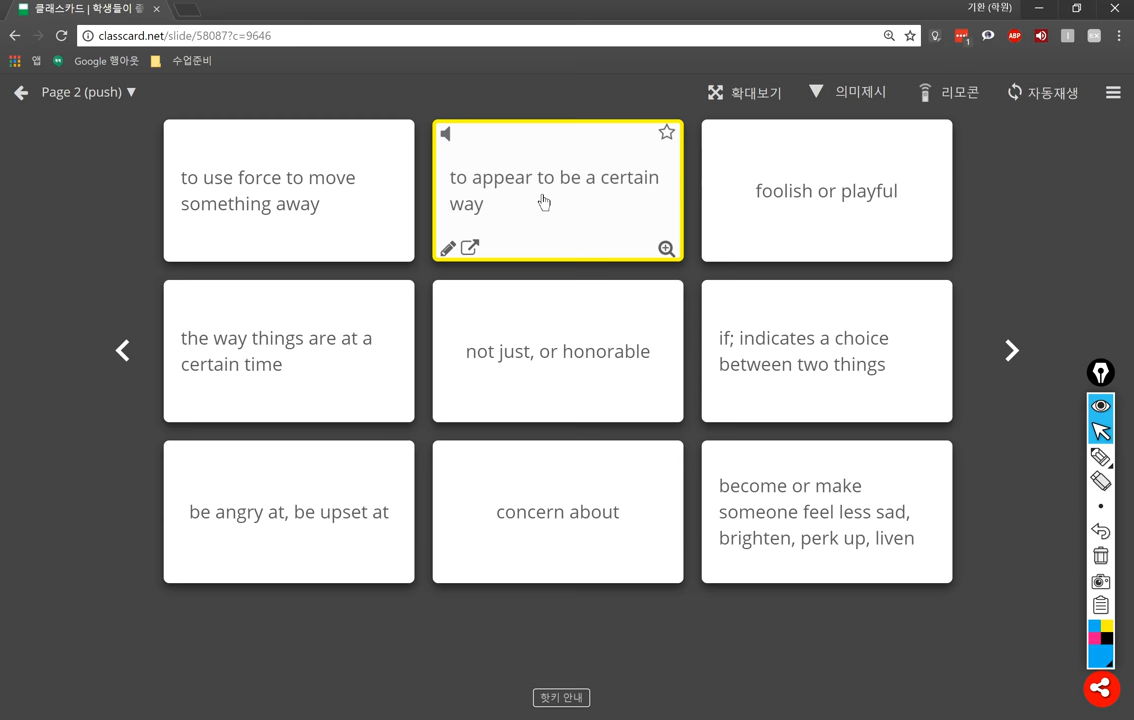 클래스카드 | 학생들이 좋
기환 (학원)
classcard.net/slide/58087?c=9646
1
ABP
앱
Google 행아웃
수업준비
Page 2 (push) ▼
확대보기
의미제시
리모콘
자동재생
to use force to move
something away
to appear to be a certain
way
foolish or playful
the way things are at a
certain time
not just, or honorable
if; indicates a choice
between two things
be angry at, be upset at
concern about
become or make
someone feel less sad,
brighten, perk up, liven
핫키 안내